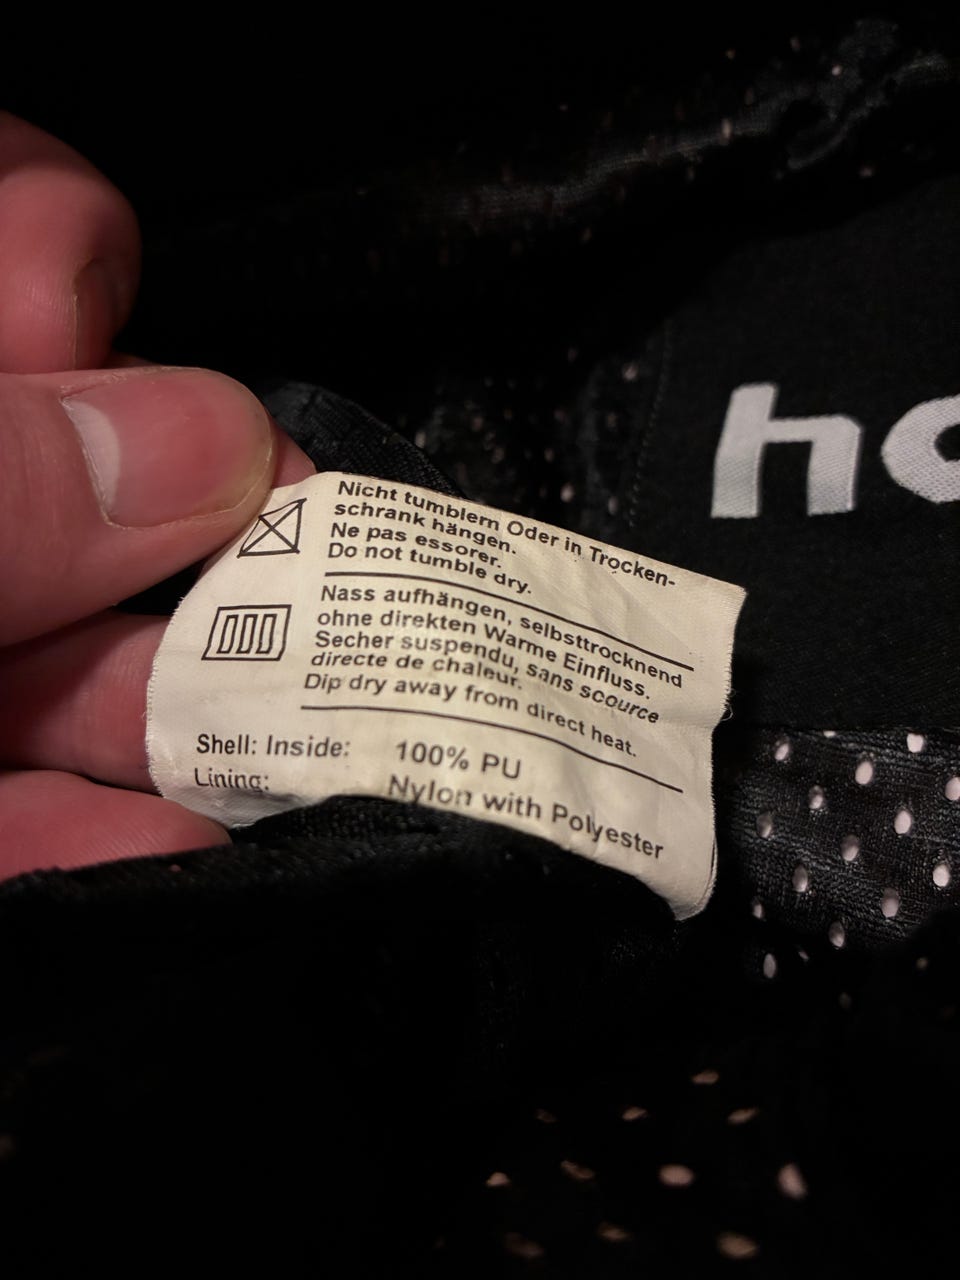 Nicht tumblern Oder in Trocken-
schrank hängen.
Ne pas essorer.
Do not tumble dry.
Nass aufhängen, selbsttrocknend
ohne direkten Warme Einfluss.
Secher suspendu, sans scource
directe de chaleur.
Dip dry away from direct heat.
Shell: Inside: 100% PU
Lining: Nylon with Polyester